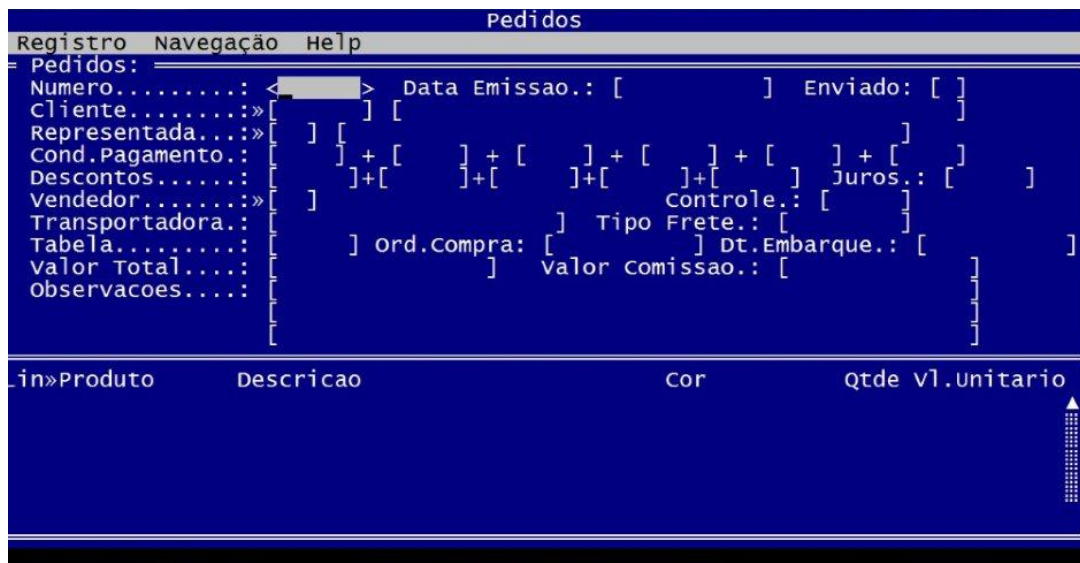 Pedidos
Registro Navegação Help
Pedidos:
Numero.........: < > Data Emissao.: [ ] Enviado: [ ]
Cliente........:»[ ] [ ]
Representada...:»[ ] [ ]
Cond.Pagamento.: [ ] + [ ] + [ ] + [ ] + [ ] + [ ]
Descontos......: [ ]+[ ]+[ ]+[ ]+[ ] Juros.: [ ]
Vendedor.......:»[ ] Controle.: [ ]
Transportadora.: [ ] Tipo Frete.: [ ]
Tabela.........: [ ] Ord.Compra: [ ] Dt.Embarque.: [ ]
Valor Total....: [ ] Valor Comissao.: [ ]
Observacoes....: [ ]
[ ]
[ ]
Lin»Produto Descricao Cor Qtde Vl.Unitario